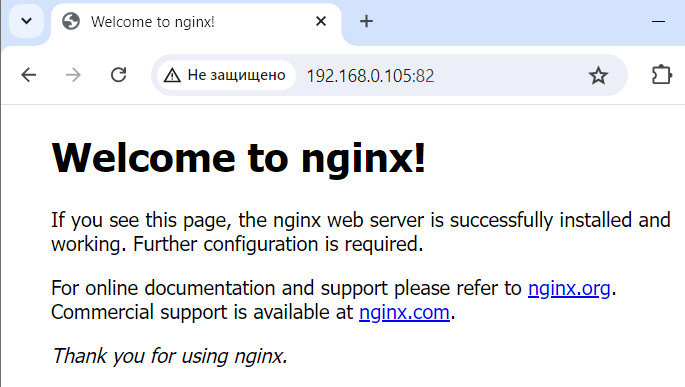 Welcome to nginx!
Не защищено 192.168.0.105:82
Welcome to nginx!
If you see this page, the nginx web server is successfully installed and
working. Further configuration is required.
For online documentation and support please refer to nginx.org.
Commercial support is available at nginx.com.
Thank you for using nginx.